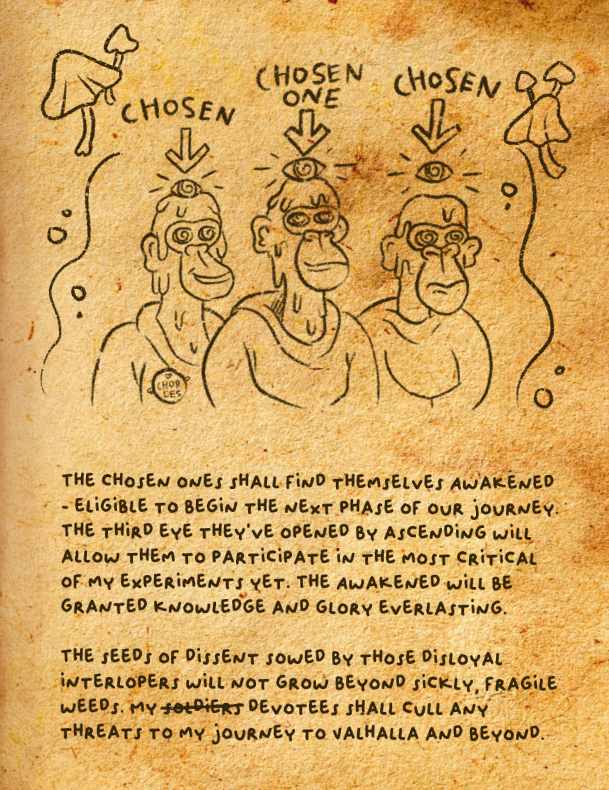 CHOSEN
CHOSEN
ONE
CHOSEN
CHOB
LES
THE CHOSEN ONES SHALL FIND THEMSELVES AWAKENED
- ELIGIBLE TO BEGIN THE NEXT PHASE OF OUR JOURNEY.
THE THIRD EYE THEY'VE OPENED BY ASCENDING WILL
ALLOW THEM TO PARTICIPATE IN THE MOST CRITICAL
OF MY EXPERIMENTS YET. THE AWAKENED WILL BE
GRANTED KNOWLEDGE AND GLORY EVERLASTING.
THE SEEDS OF DISSENT SOWED BY THOSE DISLOYAL
INTERLOPERS WILL NOT GROW BEYOND SICKLY, FRAGILE
WEEDS. MY SOLDIERS DEVOTEES SHALL CULL ANY
THREATS TO MY JOURNEY TO VALHALLA AND BEYOND.